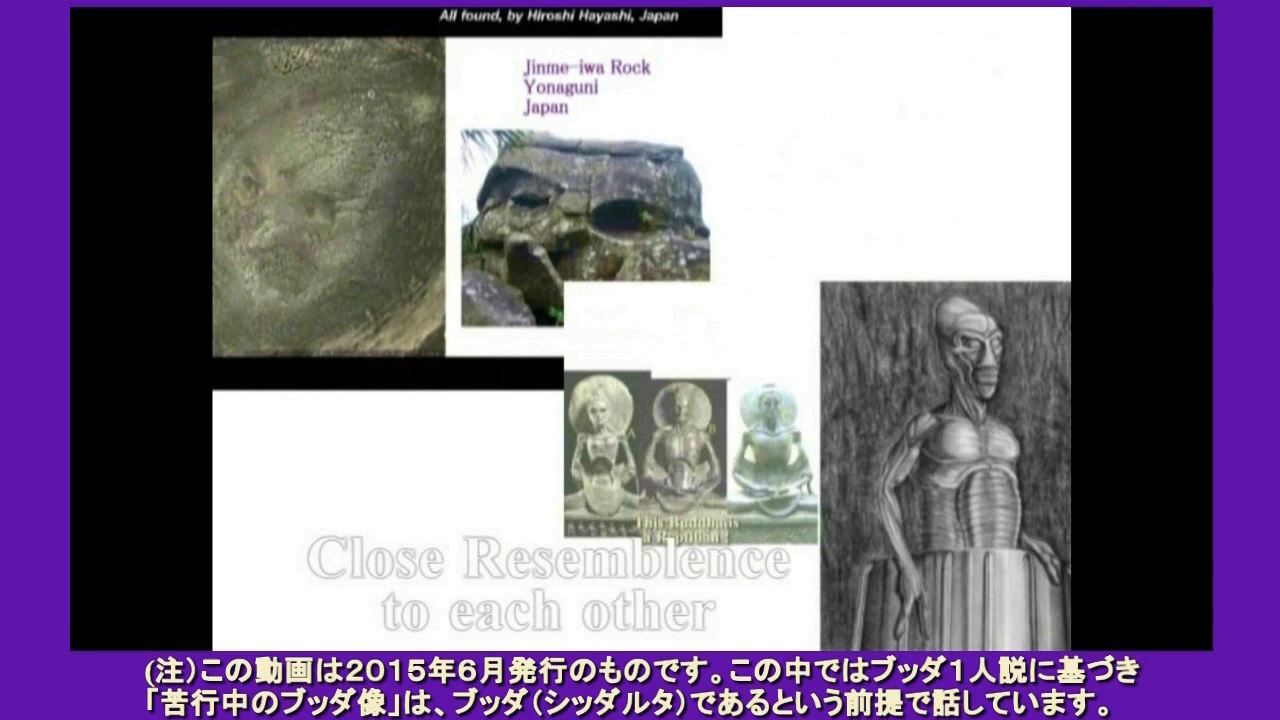 All found, by Hiroshi Hayashi, Japan
Jinme-iwa Rock
Yonaguni
Japan
This Buddha is
a Reptilian?
Close Resemblence
to each other
(注)この動画は2015年6月発行のものです。この中ではブッダ1人説に基づき
「苦行中のブッダ像」は、ブッダ(シッダルタ)であるという前提で話しています。